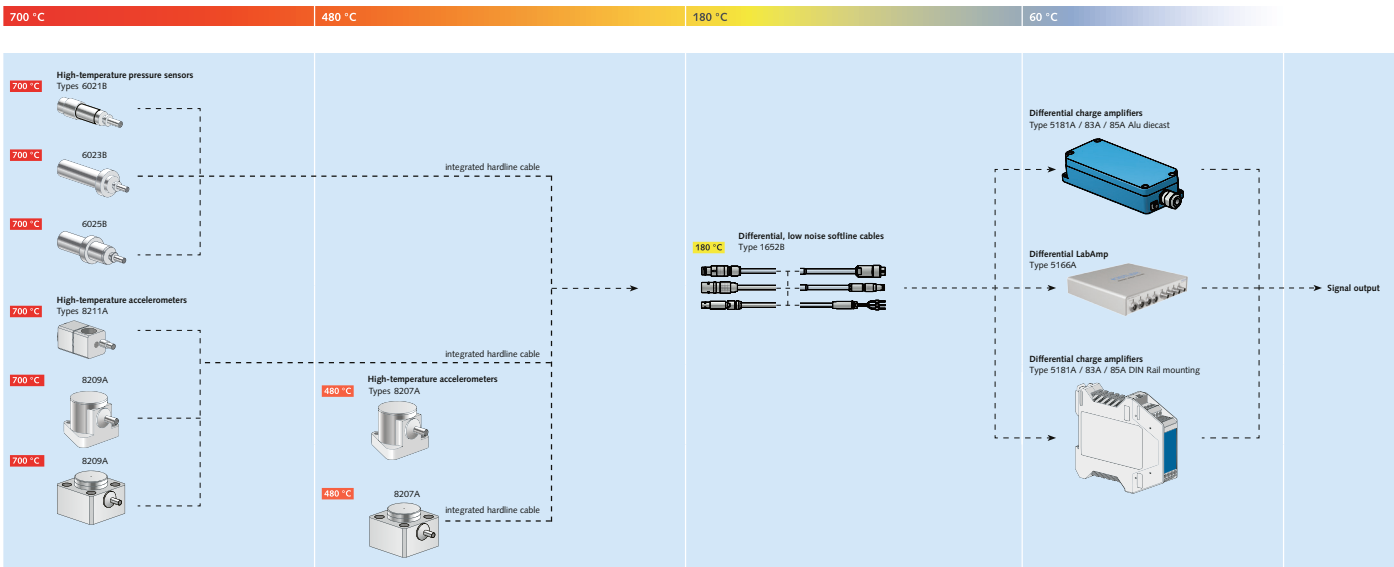 700 °C
480 °C
180 °C
60 °C
High-temperature pressure sensors
700 °C
Types 6021B
700 °C
6023B
integrated hardline cable
700 °C
6025B
High-temperature accelerometers
700 °C
Types 8211A
integrated hardline cable
700 °C
8209A
700 °C
8209A
High-temperature accelerometers
480 °C
Types 8207A
480 °C
8207A
integrated hardline cable
Differential, low noise softline cables
180 °C
Type 1652B
Differential charge amplifiers
Type 5181A / 83A / 85A Alu diecast
Differential LabAmp
Type 5166A
Differential charge amplifiers
Type 5181A / 83A / 85A DIN Rail mounting
Signal output